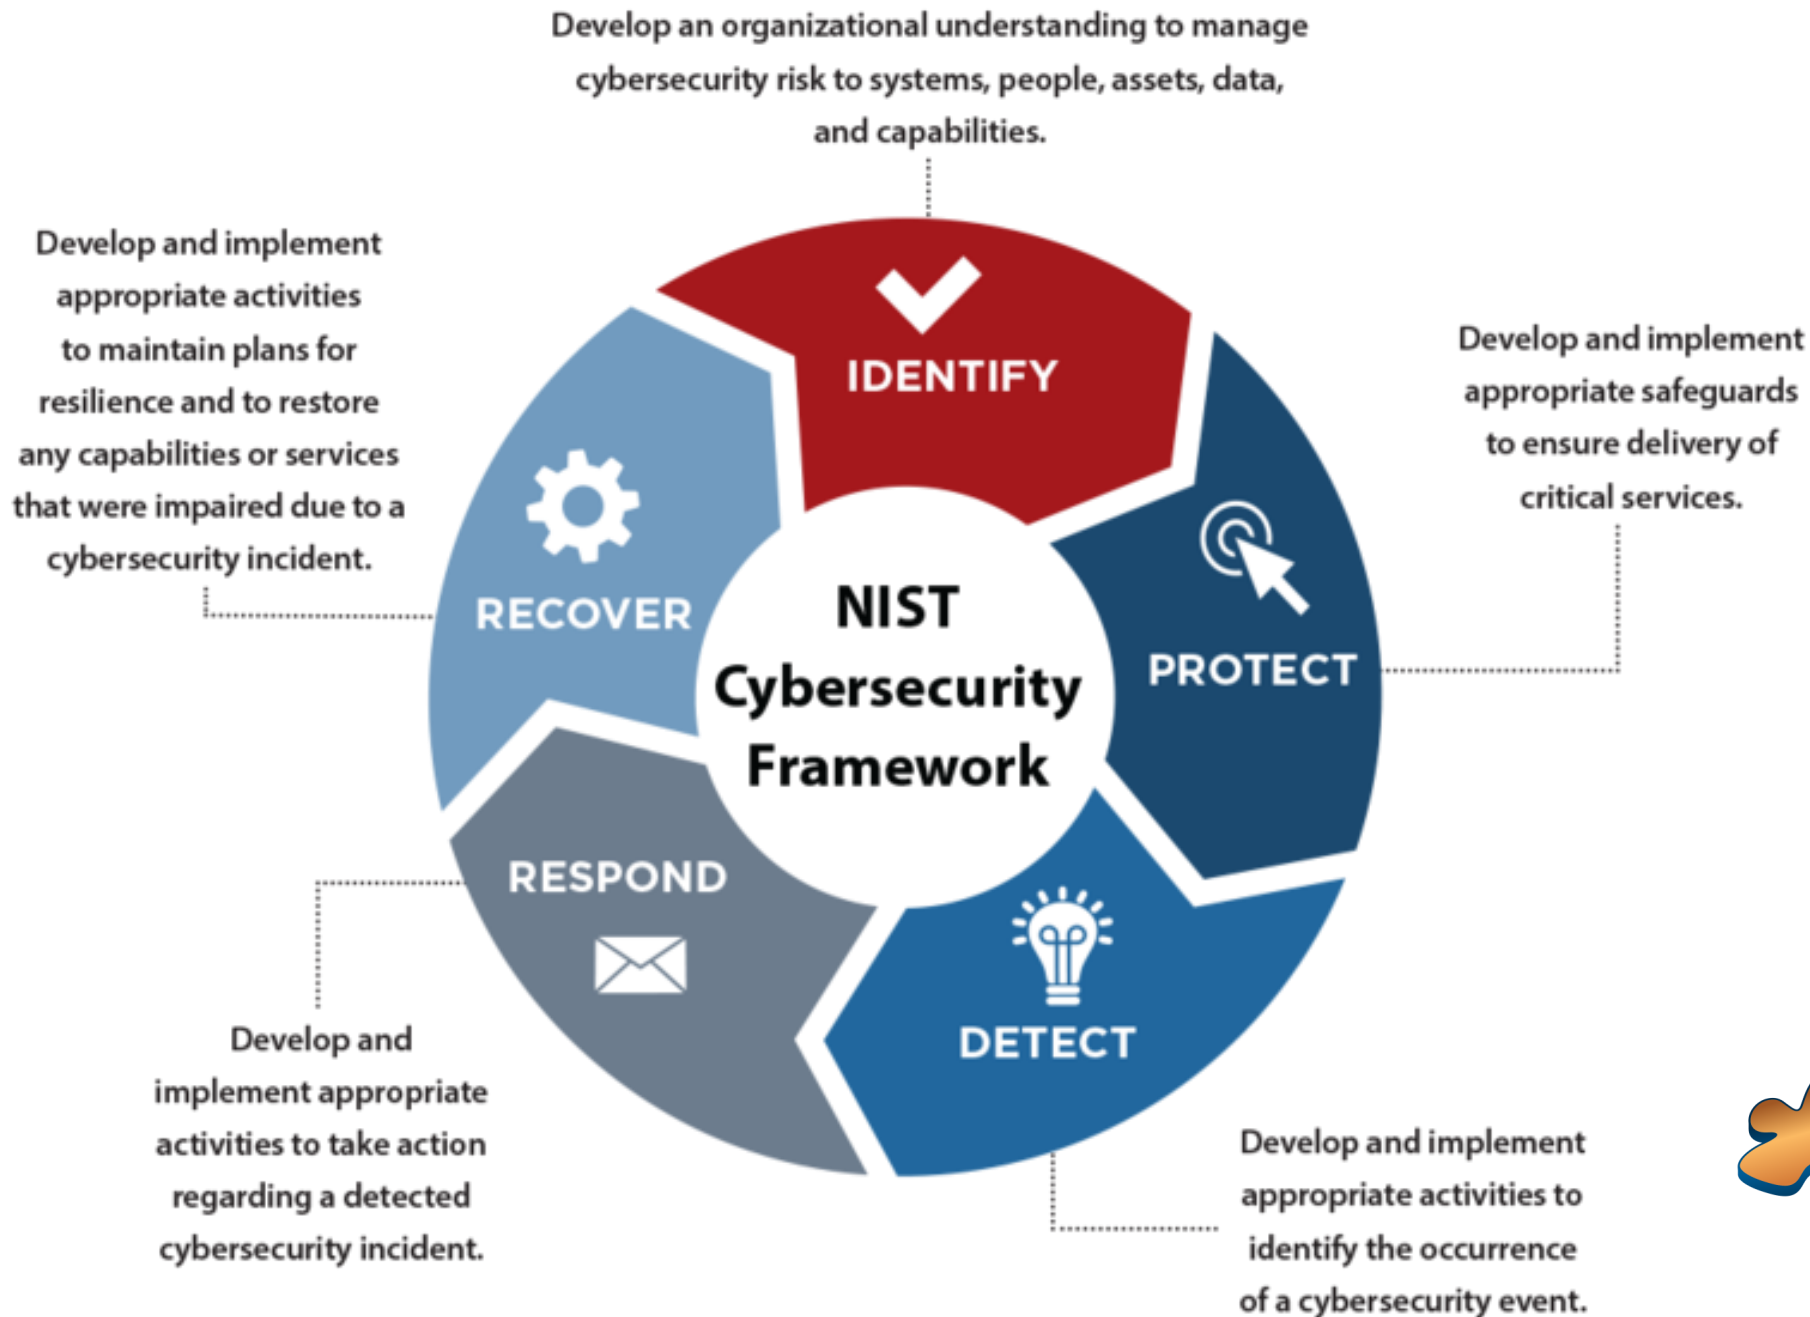 Develop an organizational understanding to manage
cybersecurity risk to systems, people, assets, data,
and capabilities.
IDENTIFY
Develop and implement
appropriate safeguards
to ensure delivery of
critical services.
PROTECT
DETECT
Develop and implement
appropriate activities to
identify the occurrence
of a cybersecurity event.
RESPOND
Develop and
implement appropriate
activities to take action
regarding a detected
cybersecurity incident.
RECOVER
Develop and implement
appropriate activities
to maintain plans for
resilience and to restore
any capabilities or services
that were impaired due to a
cybersecurity incident.
NIST
Cybersecurity
Framework